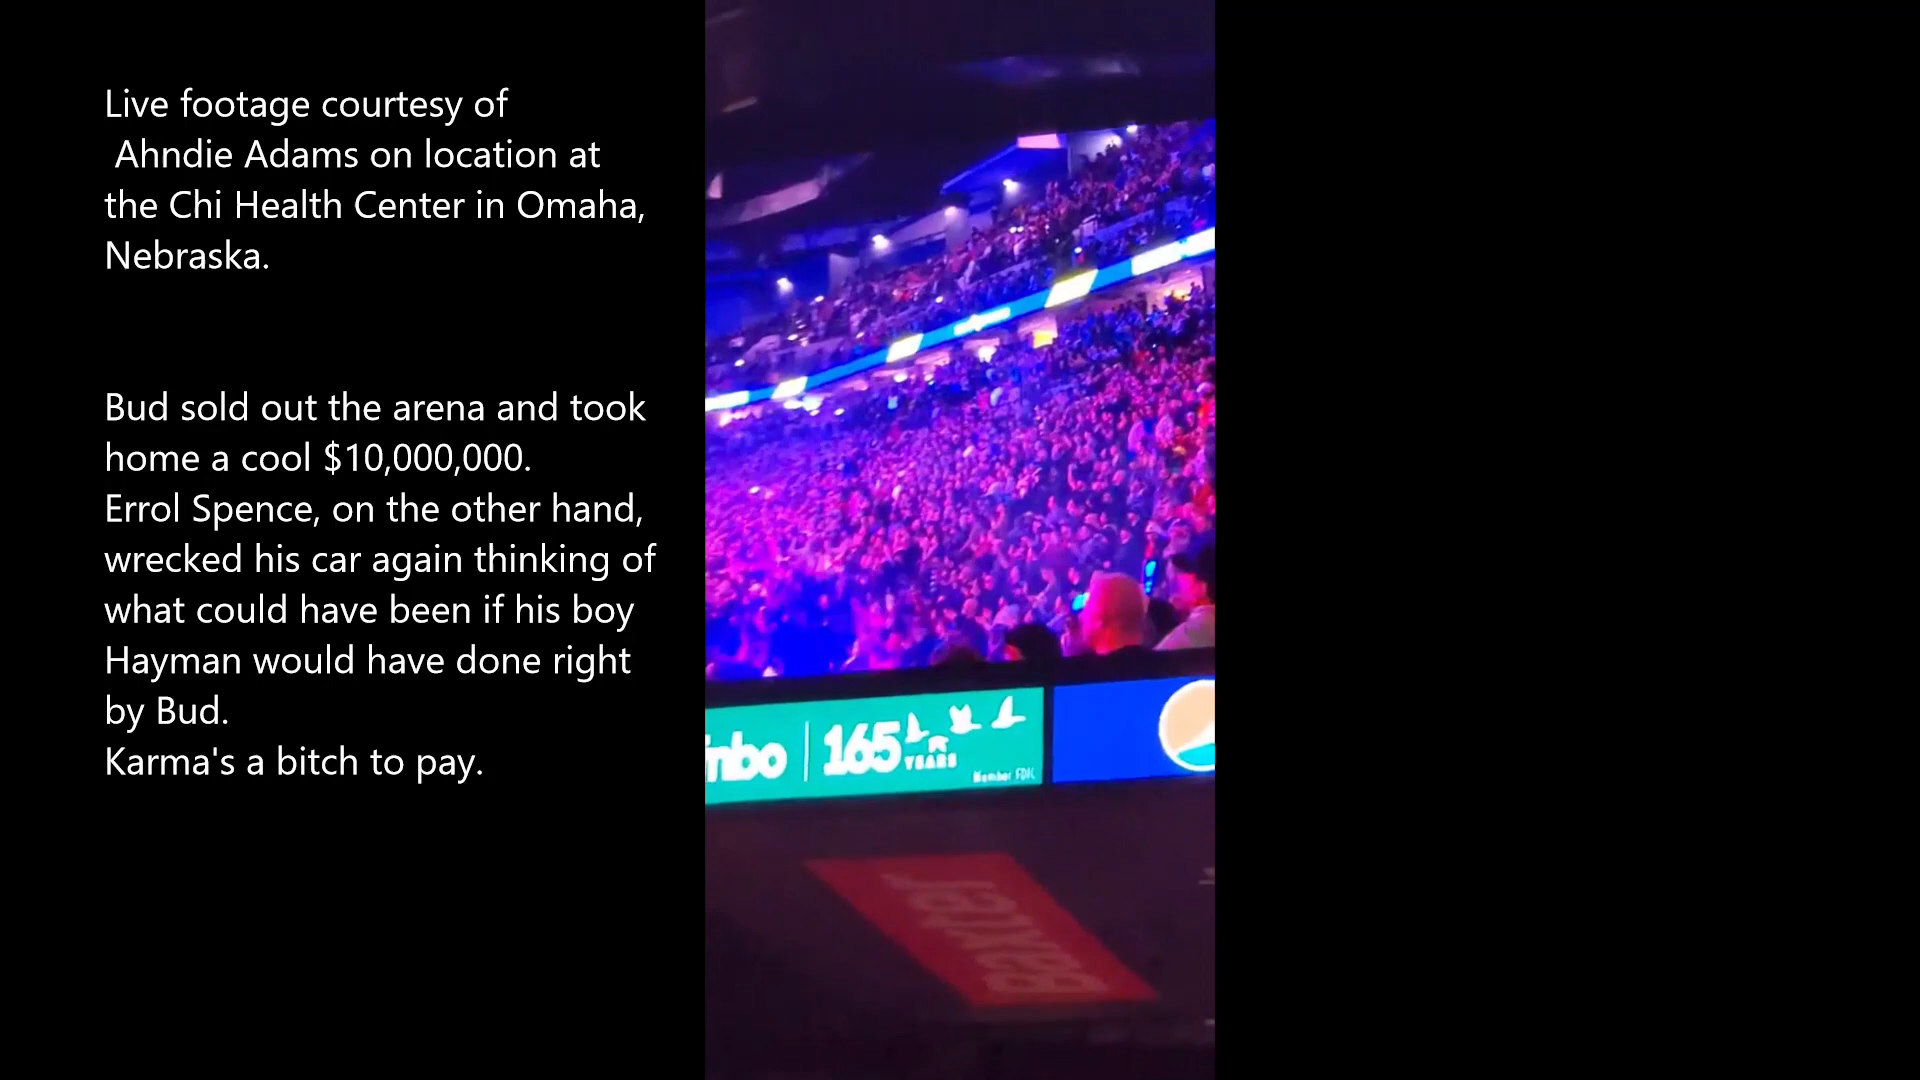 Live footage courtesy of
Ahndie Adams on location at
the Chi Health Center in Omaha,
Nebraska.
Bud sold out the arena and took
home a cool $10,000,000.
Errol Spence, on the other hand,
wrecked his car again thinking of
what could have been if his boy
Hayman would have done right
by Bud.
Karma's a bitch to pay.
fnbo
165
YEARS
Member FDIC
Baxter